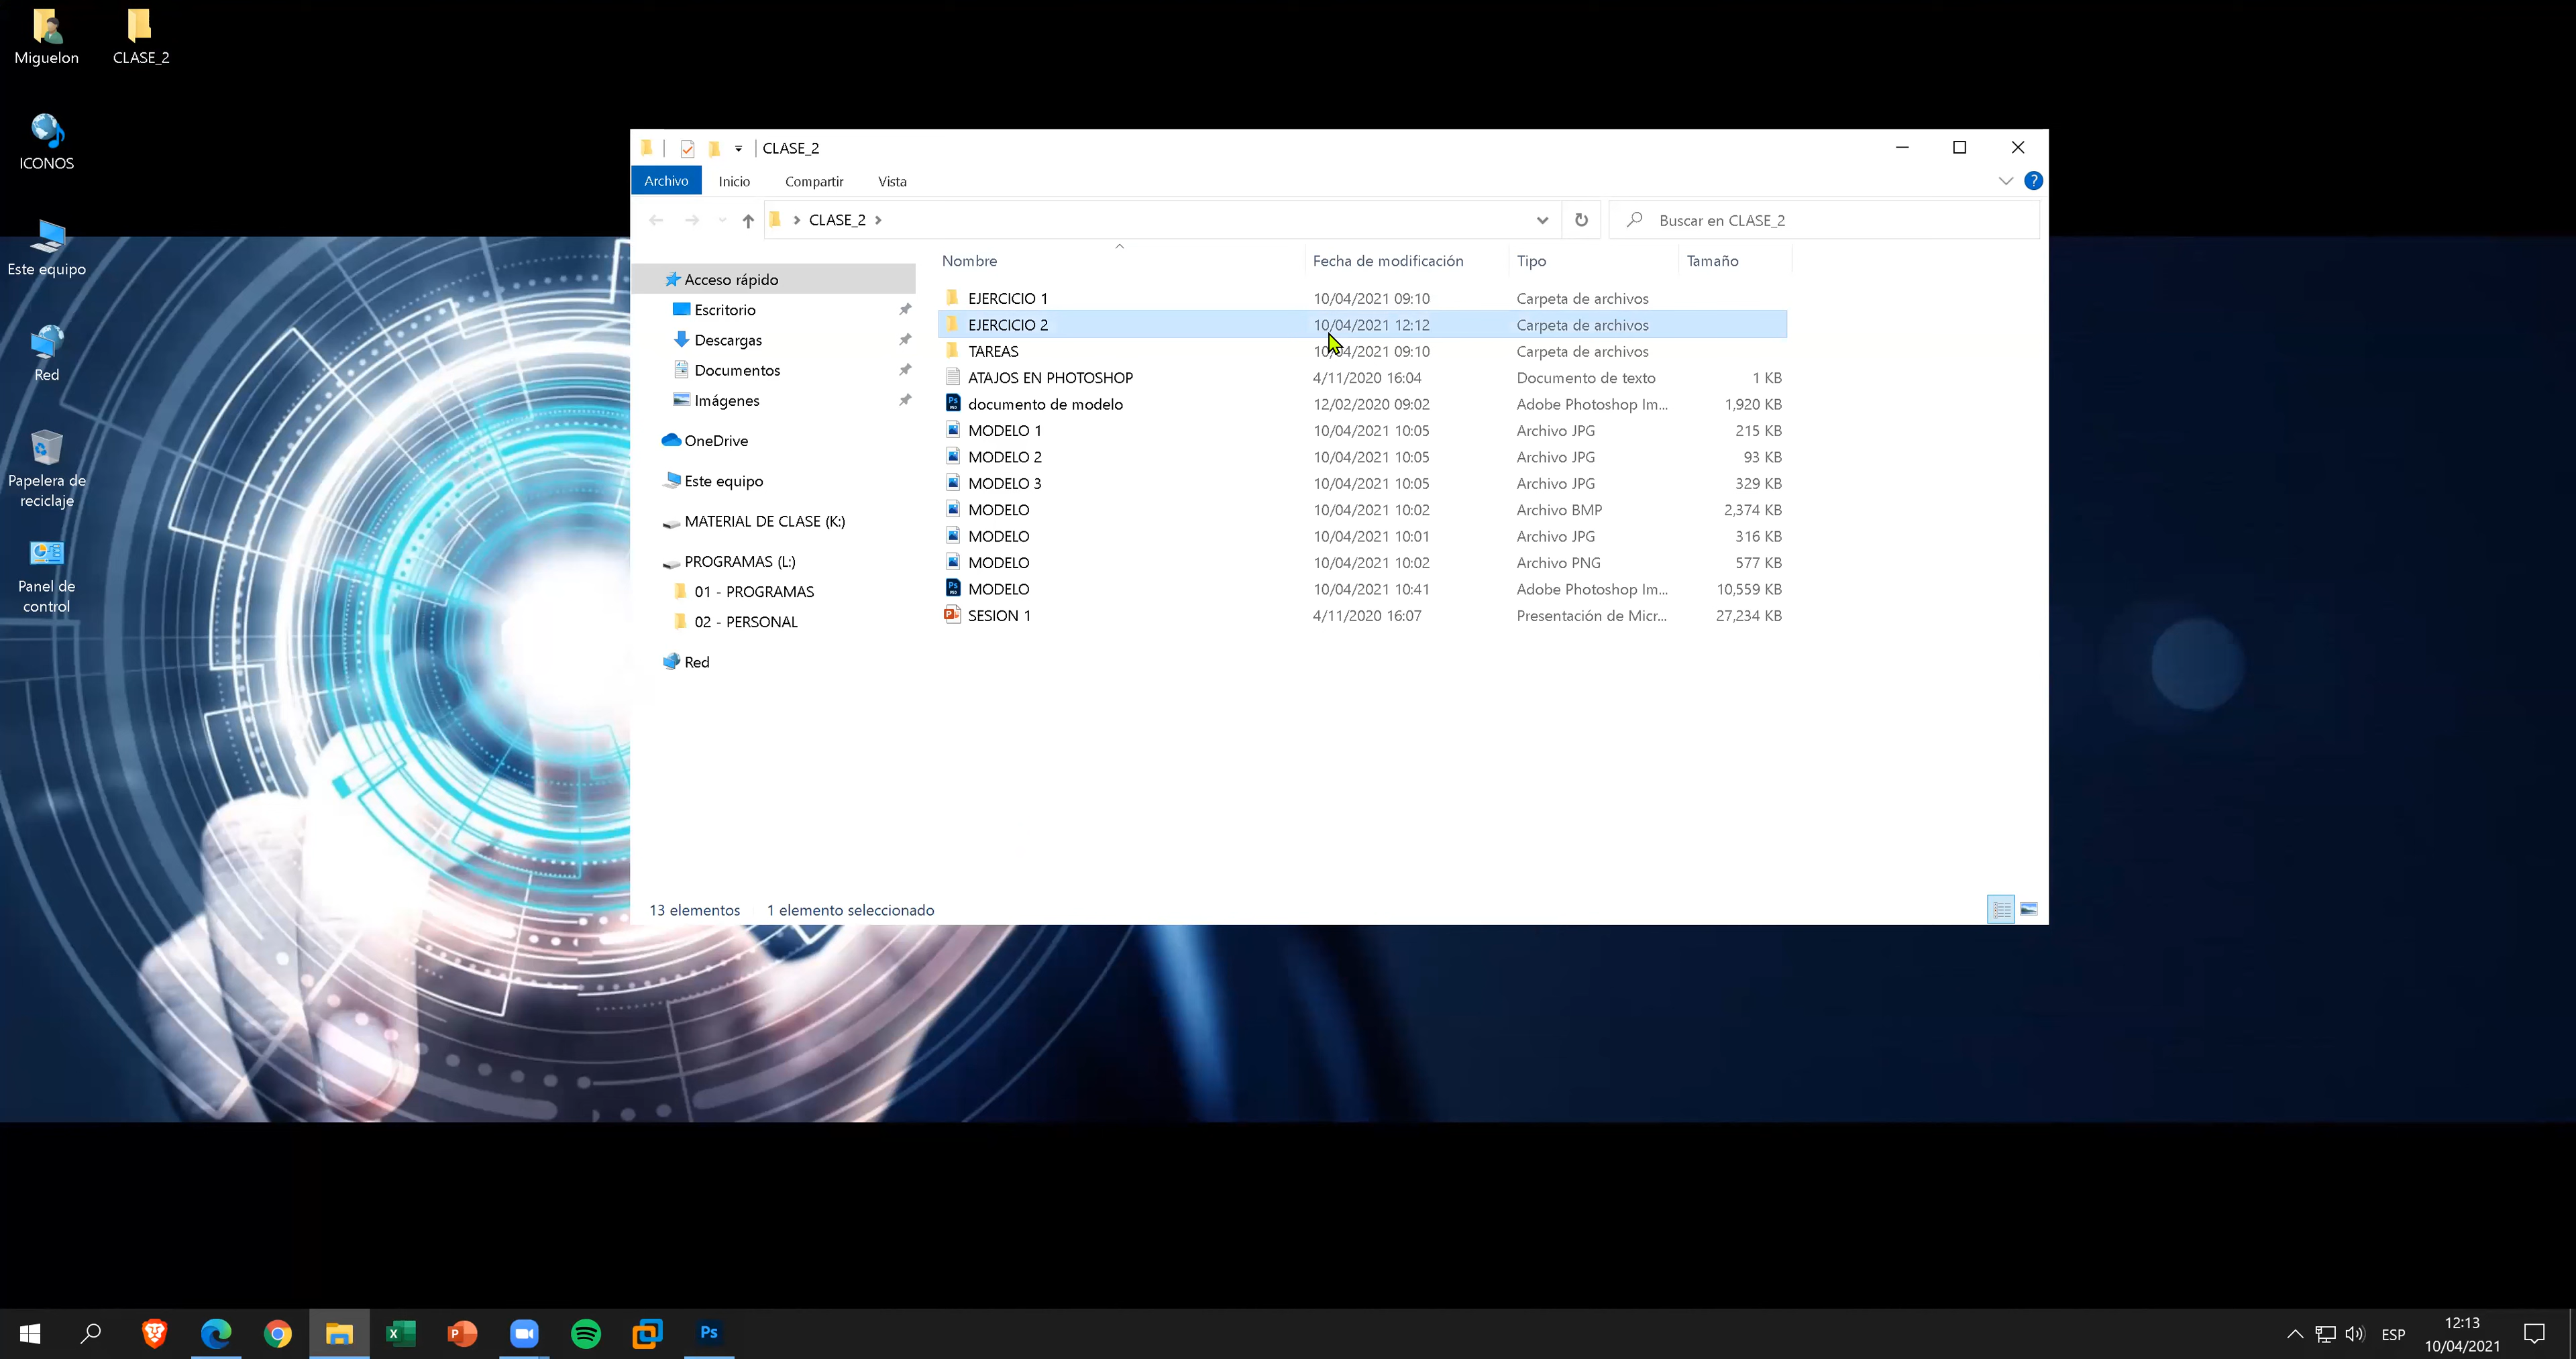 Miguelon
CLASE_2
ICONOS
Este equipo
Red
Papelera de
reciclaje
Panel de
control
CLASE_2
Archivo Inicio Compartir Vista
?
CLASE_2
Buscar en CLASE_2
Acceso rápido
Escritorio
Descargas
Documentos
Imágenes
OneDrive
Este equipo
MATERIAL DE CLASE (K:)
PROGRAMAS (L:)
01 - PROGRAMAS
02 - PERSONAL
Red
Nombre Fecha de modificación Tipo Tamaño
EJERCICIO 1 10/04/2021 09:10 Carpeta de archivos
EJERCICIO 2 10/04/2021 12:12 Carpeta de archivos
TAREAS 10/04/2021 09:10 Carpeta de archivos
ATAJOS EN PHOTOSHOP 4/11/2020 16:04 Documento de texto 1 KB
documento de modelo 12/02/2020 09:02 Adobe Photoshop Im... 1,920 KB
MODELO 1 10/04/2021 10:05 Archivo JPG 215 KB
MODELO 2 10/04/2021 10:05 Archivo JPG 93 KB
MODELO 3 10/04/2021 10:05 Archivo JPG 329 KB
MODELO 10/04/2021 10:02 Archivo BMP 2,374 KB
MODELO 10/04/2021 10:01 Archivo JPG 316 KB
MODELO 10/04/2021 10:02 Archivo PNG 577 KB
MODELO 10/04/2021 10:41 Adobe Photoshop Im... 10,559 KB
SESION 1 4/11/2020 16:07 Presentación de Micr... 27,234 KB
13 elementos 1 elemento seleccionado
Ps
ESP
12:13
10/04/2021